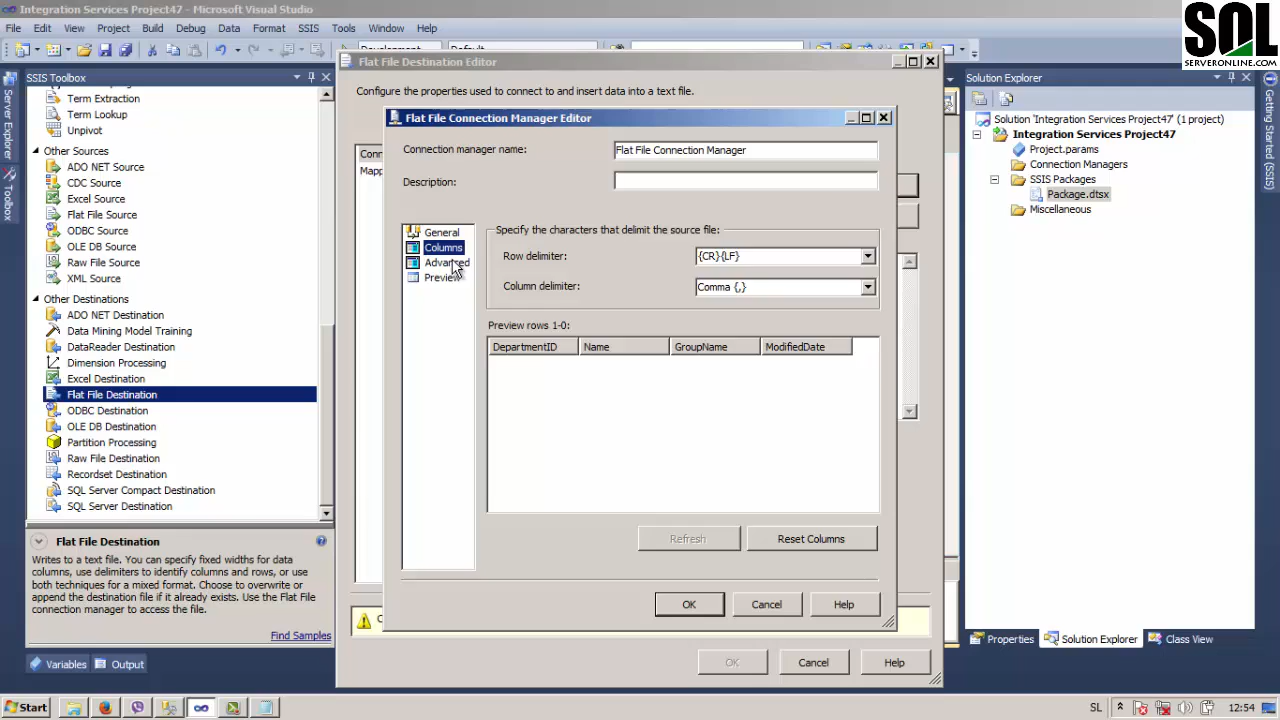 Integration Services Project47 - Microsoft Visual Studio
SQL
SERVERONLINE.COM
File Edit View Project Build Debug Data Format SSIS Tools Window Help
SSIS Toolbox
Server Explorer
Toolbox
Term Extraction
Term Lookup
Unpivot
Other Sources
ADO NET Source
CDC Source
Excel Source
Flat File Source
ODBC Source
OLE DB Source
Raw File Source
XML Source
Other Destinations
ADO NET Destination
Data Mining Model Training
DataReader Destination
Dimension Processing
Excel Destination
Flat File Destination
ODBC Destination
OLE DB Destination
Partition Processing
Raw File Destination
Recordset Destination
SQL Server Compact Destination
SQL Server Destination
Flat File Destination
Writes to a text file. You can specify fixed widths for data
columns, use delimiters to identify columns and rows, or use
both techniques for a mixed format. Choose to overwrite or
append the destination file if it already exists. Use the Flat File
connection manager to access the file.
Find Samples
Variables Output
Flat File Destination Editor
Configure the properties used to connect to and insert data into a text file.
Flat File Connection Manager Editor
Connection manager name: Flat File Connection Manager
Description:
General
Columns
Advanced
Preview
Specify the characters that delimit the source file:
Row delimiter: {CR}{LF}
Column delimiter: Comma {,}
Preview rows 1-0:
DepartmentID Name GroupName ModifiedDate
Refresh Reset Columns
OK Cancel Help
OK Cancel Help
Solution Explorer
Solution 'Integration Services Project47' (1 project)
Integration Services Project47
Project.params
Connection Managers
SSIS Packages
Package.dtsx
Miscellaneous
Properties Solution Explorer Class View
Getting Started (SSIS)
Start
SL 12:54